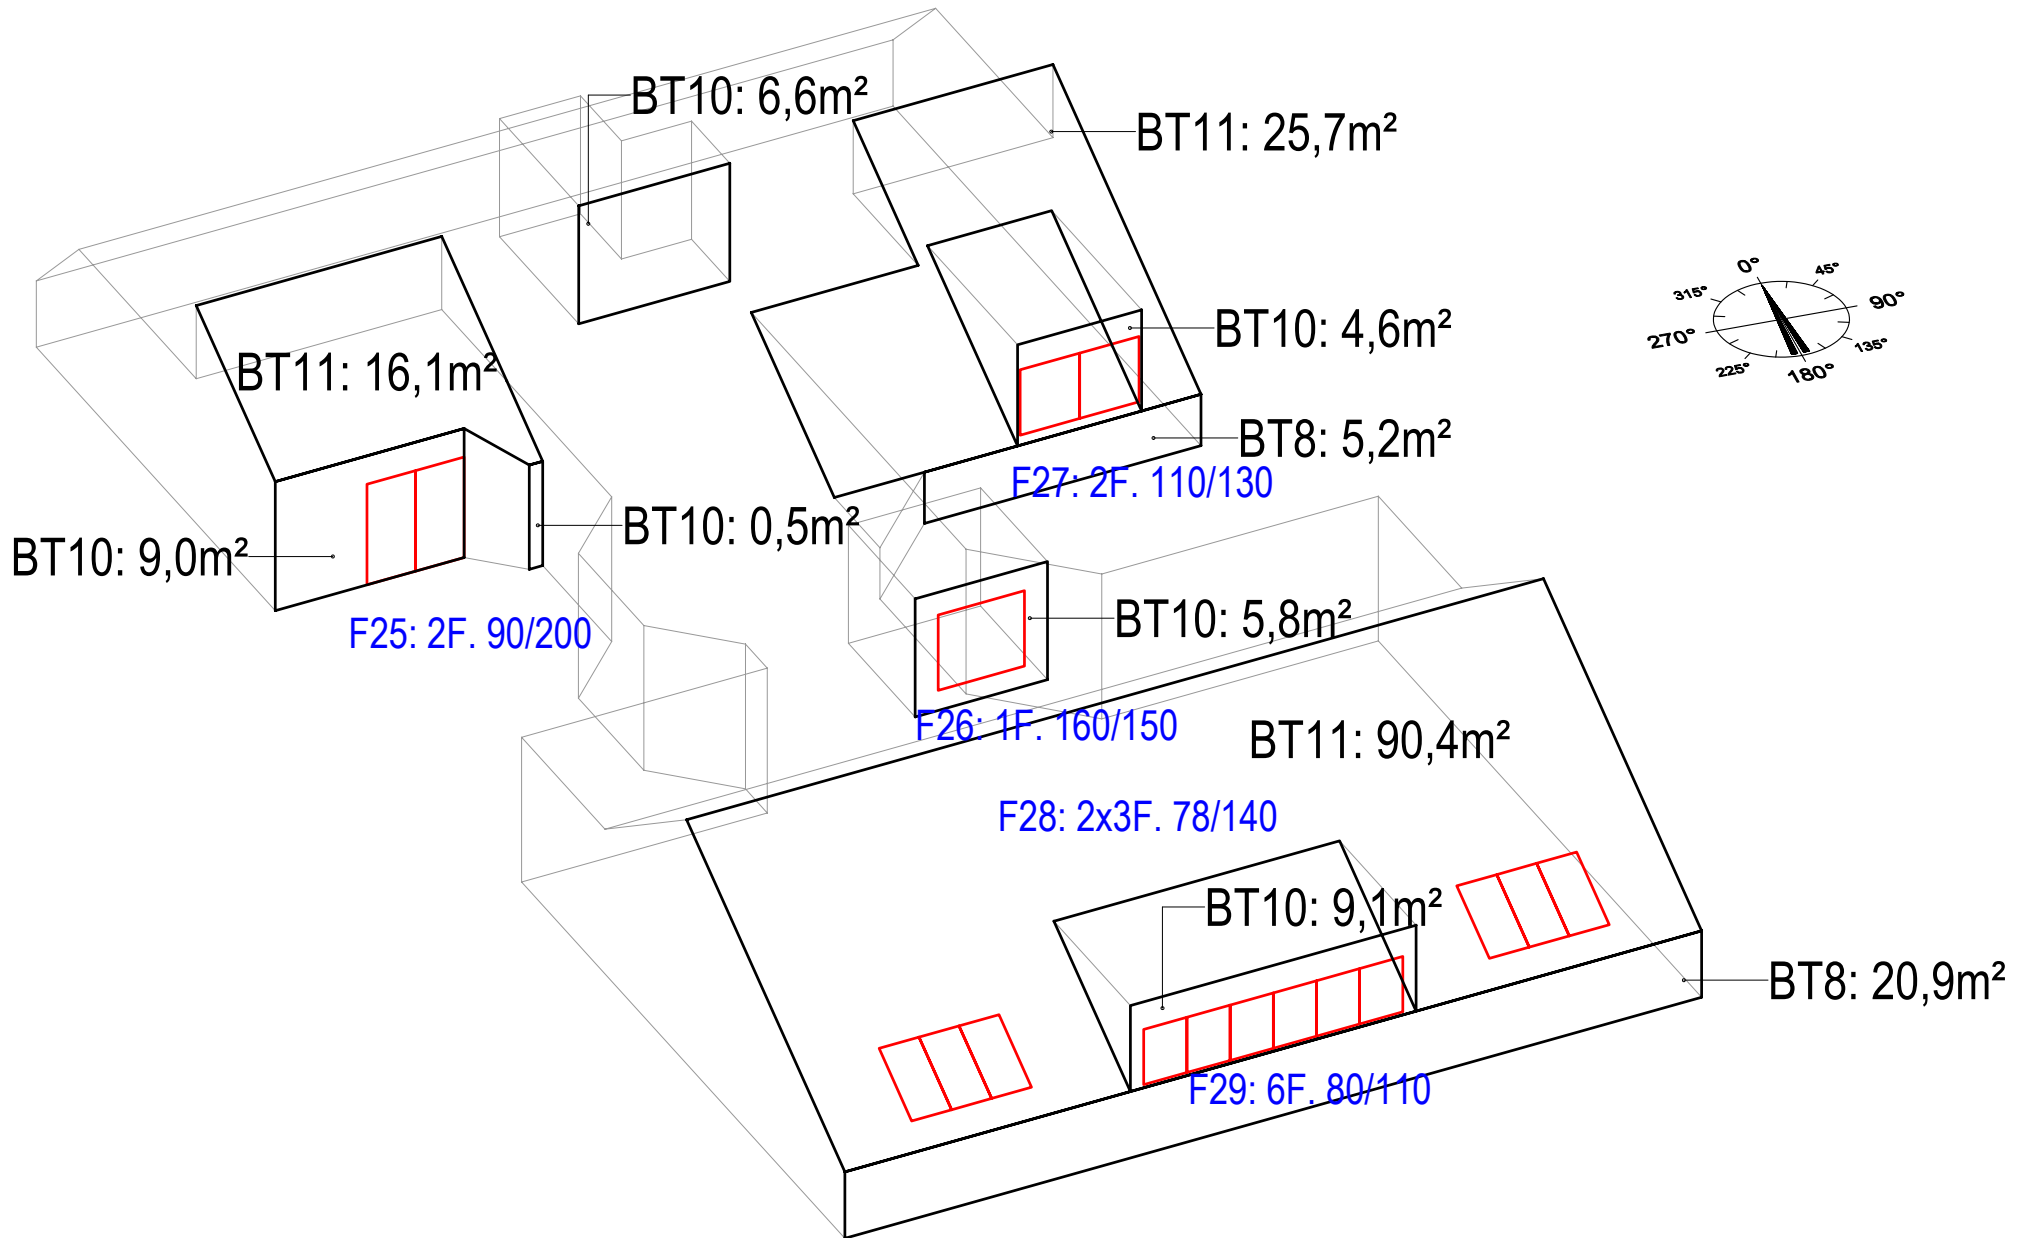 BT10: 6,6m²
BT11: 25,7m²
0°
45°
90°
135°
180°
225°
270°
315°
BT10: 4,6m²
BT11: 16,1m²
BT8: 5,2m²
F27: 2F. 110/130
BT10: 0,5m²
BT10: 9,0m²
F25: 2F. 90/200
BT10: 5,8m²
F26: 1F. 160/150
BT11: 90,4m²
F28: 2x3F. 78/140
BT10: 9,1m²
BT8: 20,9m²
F29: 6F. 80/110